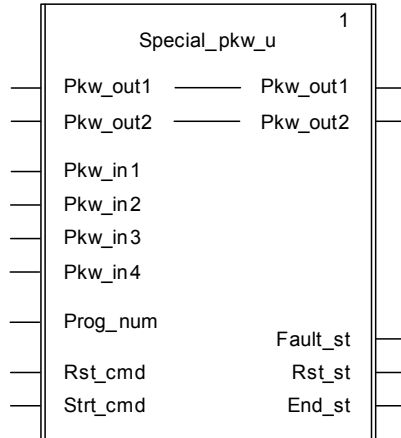 1
Special_pkw_u
Pkw_out1 Pkw_out1
Pkw_out2 Pkw_out2
Pkw_in1
Pkw_in2
Pkw_in3
Pkw_in4
Prog_num
Fault_st
Rst_cmd Rst_st
Strt_cmd End_st